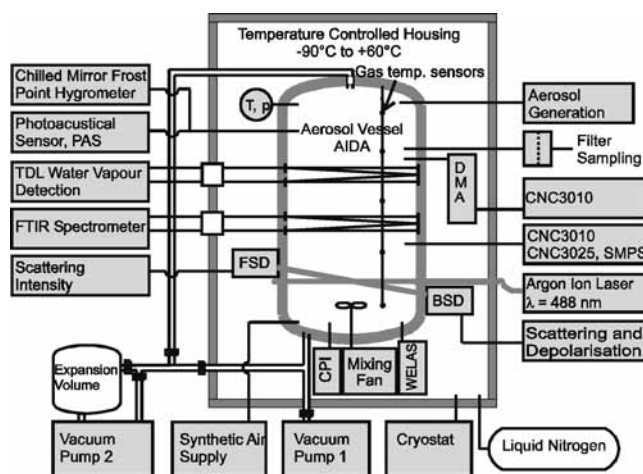 Temperature Controlled Housing
-90°C to +60°C
Gas temp. sensors
Chilled Mirror Frost
Point Hygrometer
T, p
Aerosol
Generation
Photoacustical
Sensor, PAS
Aerosol Vessel
AIDA
Filter
Sampling
TDL Water Vapour
Detection
DMA
CNC3010
FTIR Spectrometer
CNC3010
CNC3025, SMPS
Scattering
Intensity
FSD
BSD
Argon Ion Laser
λ = 488 nm
Scattering and
Depolarisation
Expansion
Volume
CPI
Mixing
Fan
WELAS
Vacuum
Pump 2
Synthetic Air
Supply
Vacuum
Pump 1
Cryostat
Liquid Nitrogen